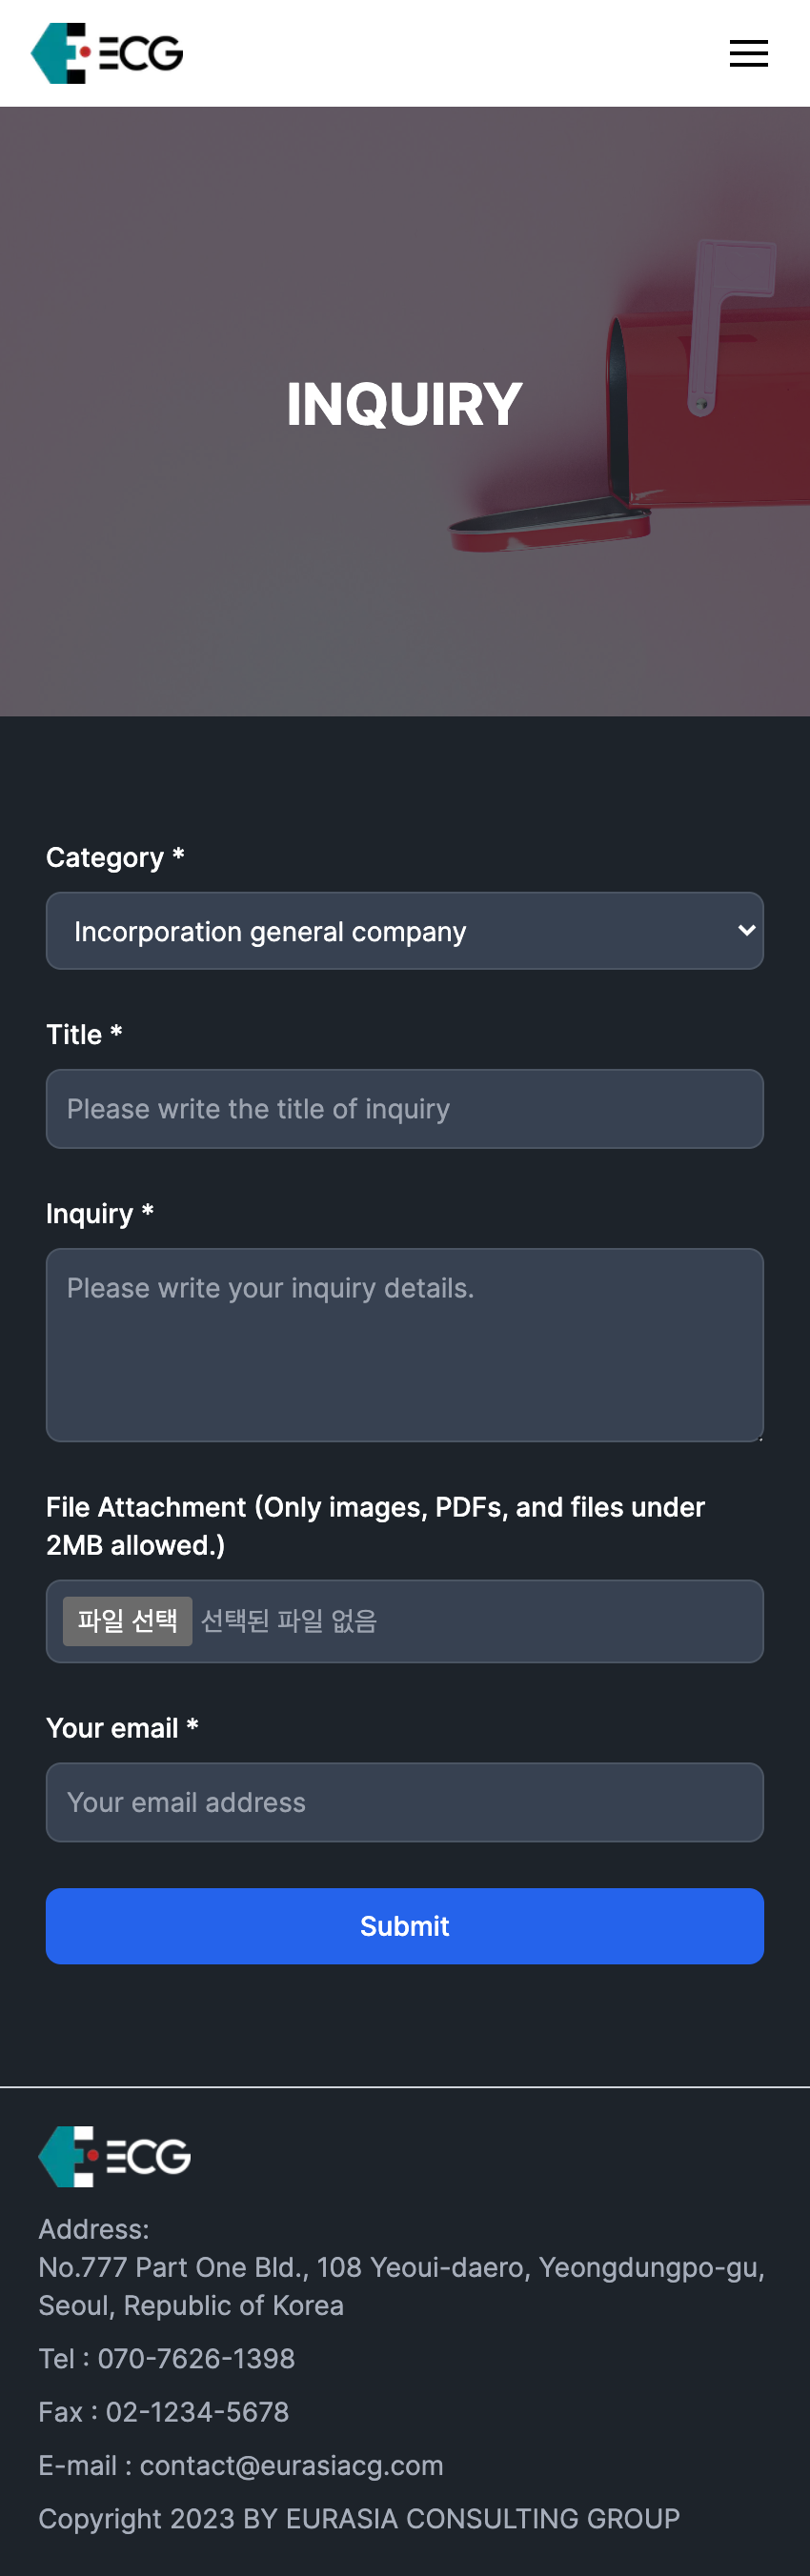 ECG
INQUIRY
Category *
Incorporation general company
Title *
Please write the title of inquiry
Inquiry *
Please write your inquiry details.
File Attachment (Only images, PDFs, and files under
2MB allowed.)
파일 선택 선택된 파일 없음
Your email *
Your email address
Submit
ECG
Address:
No.777 Part One Bld., 108 Yeoui-daero, Yeongdungpo-gu,
Seoul, Republic of Korea
Tel : 070-7626-1398
Fax : 02-1234-5678
E-mail : contact@eurasiacg.com
Copyright 2023 BY EURASIA CONSULTING GROUP